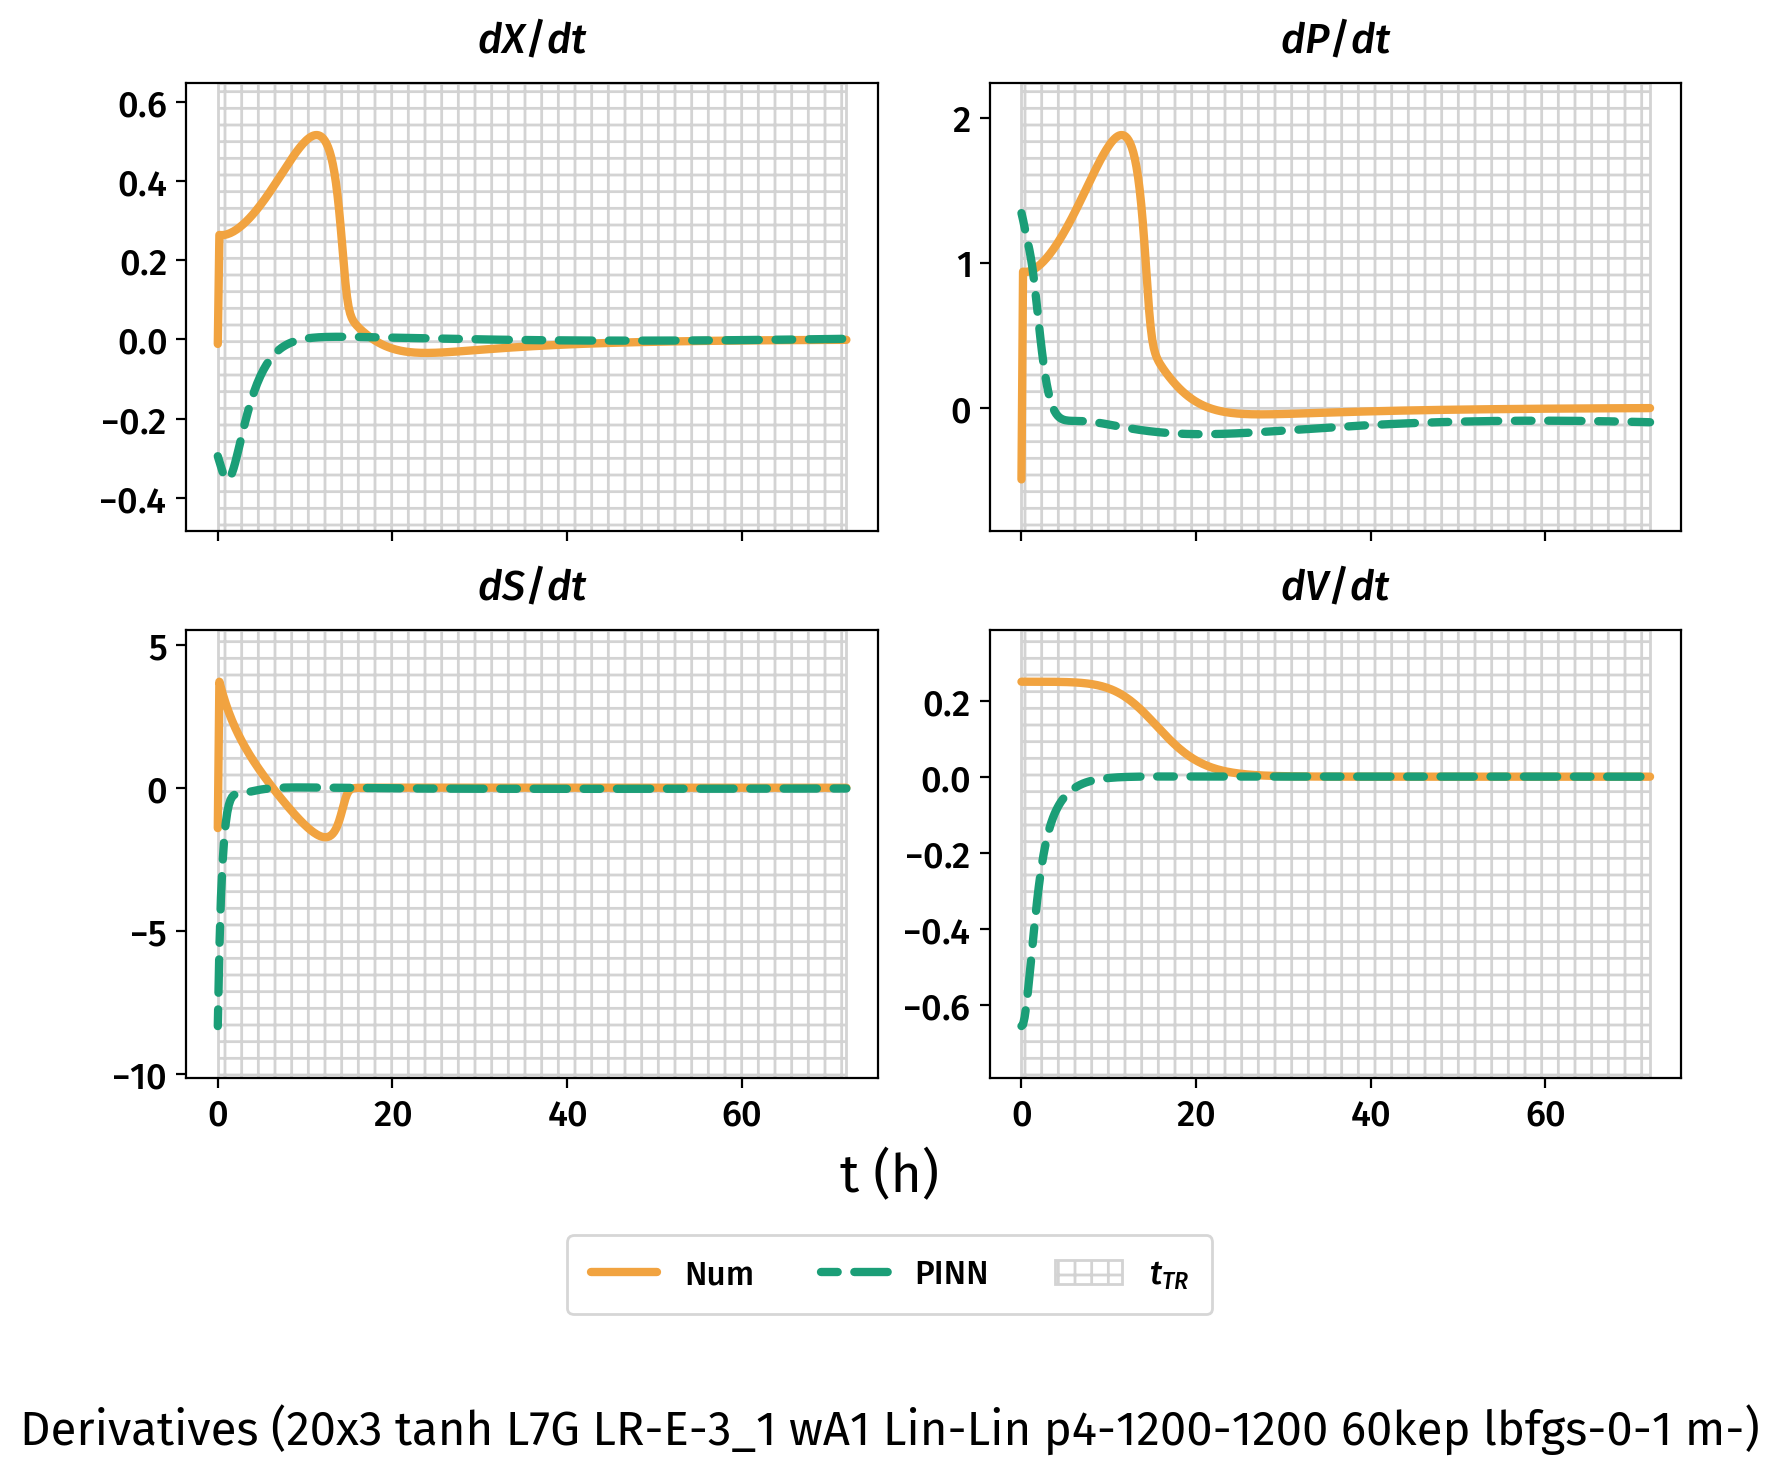 dX/dt
dP/dt
0.6
0.4
0.2
0.0
−0.2
−0.4
2
1
0
dS/dt
dV/dt
5
0
−5
−10
0.2
0.0
−0.2
−0.4
−0.6
0 20 40 60
0 20 40 60
t (h)
Num PINN tTR
Derivatives (20x3 tanh L7G LR-E-3_1 wA1 Lin-Lin p4-1200-1200 60kep lbfgs-0-1 m-)